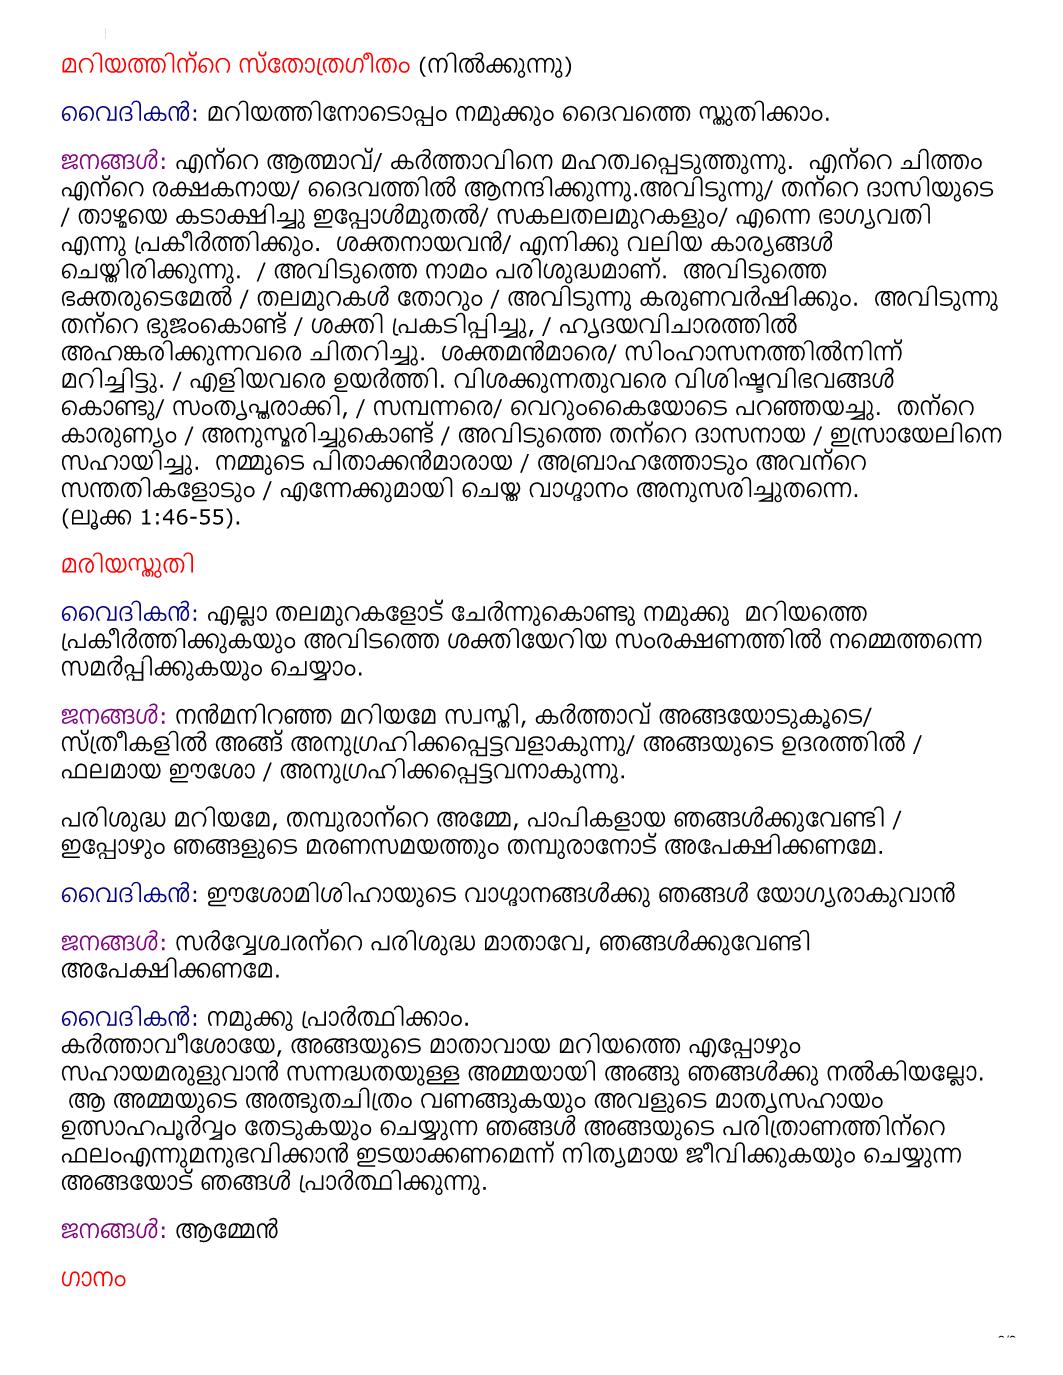 മറിയത്തിന്റെ സ്തോത്രഗീതം (നിൽക്കുന്നു)
വൈദികൻ: മറിയത്തിനോടൊപ്പം നമുക്കും ദൈവത്തെ സ്തുതിക്കാം.
ജനങ്ങൾ: എന്റെ ആത്മാവ്/ കർത്താവിനെ മഹത്വപ്പെടുത്തുന്നു.  എന്റെ ചിത്തം
എന്റെ രക്ഷകനായ/ ദൈവത്തിൽ ആനന്ദിക്കുന്നു.അവിടുന്നു/ തന്റെ ദാസിയുടെ
/ താഴ്മയെ കടാക്ഷിച്ചു ഇപ്പോൾമുതൽ/ സകലതലമുറകളും/ എന്നെ ഭാഗ്യവതി
എന്നു പ്രകീർത്തിക്കും.  ശക്തനായവൻ/ എനിക്കു വലിയ കാര്യങ്ങൾ
ചെയ്തിരിക്കുന്നു.  / അവിടുത്തെ നാമം പരിശുദ്ധമാണ്.  അവിടുത്തെ
ഭക്തരുടെമേൽ / തലമുറകൾ തോറും / അവിടുന്നു കരുണവർഷിക്കും.  അവിടുന്നു
തന്റെ ഭുജംകൊണ്ട് / ശക്തി പ്രകടിപ്പിച്ചു, / ഹൃദയവിചാരത്തിൽ
അഹങ്കരിക്കുന്നവരെ ചിതറിച്ചു.  ശക്തമൻമാരെ/ സിംഹാസനത്തിൽനിന്ന്
മറിച്ചിട്ടു. / എളിയവരെ ഉയർത്തി. വിശക്കുന്നതുവരെ വിശിഷ്ടവിഭവങ്ങൾ
കൊണ്ടു/ സംതൃപ്തരാക്കി, / സമ്പന്നരെ/ വെറുംകൈയോടെ പറഞ്ഞയച്ചു.  തന്റെ
കാരുണ്യം / അനുസ്മരിച്ചുകൊണ്ട് / അവിടുത്തെ തന്റെ ദാസനായ / ഇസ്രായേലിനെ
സഹായിച്ചു.  നമ്മുടെ പിതാക്കൻമാരായ / അബ്രാഹത്തോടും അവന്റെ
സന്തതികളോടും / എന്നേക്കുമായി ചെയ്ത വാഗ്ദാനം അനുസരിച്ചുതന്നെ.
(ലൂക്ക 1:46-55).
മരിയസ്തുതി
വൈദികൻ: എല്ലാ തലമുറകളോട് ചേർന്നുകൊണ്ടു നമുക്കു  മറിയത്തെ
പ്രകീർത്തിക്കുകയും അവിടത്തെ ശക്തിയേറിയ സംരക്ഷണത്തിൽ നമ്മെത്തന്നെ
സമർപ്പിക്കുകയും ചെയ്യാം.
ജനങ്ങൾ: നൻമനിറഞ്ഞ മറിയമേ സ്വസ്തി, കർത്താവ് അങ്ങയോടുകൂടെ/
സ്ത്രീകളിൽ അങ്ങ് അനുഗ്രഹിക്കപ്പെട്ടവളാകുന്നു/ അങ്ങയുടെ ഉദരത്തിൽ /
ഫലമായ ഈശോ / അനുഗ്രഹിക്കപ്പെട്ടവനാകുന്നു.
പരിശുദ്ധ മറിയമേ, തമ്പുരാന്റെ അമ്മേ, പാപികളായ ഞങ്ങൾക്കുവേണ്ടി /
ഇപ്പോഴും ഞങ്ങളുടെ മരണസമയത്തും തമ്പുരാനോട് അപേക്ഷിക്കണമേ.
വൈദികൻ: ഈശോമിശിഹായുടെ വാഗ്ദാനങ്ങൾക്കു ഞങ്ങൾ യോഗ്യരാകുവാൻ
ജനങ്ങൾ: സർവ്വേശ്വരന്റെ പരിശുദ്ധ മാതാവേ, ഞങ്ങൾക്കുവേണ്ടി
അപേക്ഷിക്കണമേ.
വൈദികൻ: നമുക്കു പ്രാർത്ഥിക്കാം.
കർത്താവീശോയേ, അങ്ങയുടെ മാതാവായ മറിയത്തെ എപ്പോഴും
സഹായമരുളുവാൻ സന്നദ്ധതയുള്ള അമ്മയായി അങ്ങു ഞങ്ങൾക്കു നൽകിയല്ലോ.
ആ അമ്മയുടെ അത്ഭുതചിത്രം വണങ്ങുകയും അവളുടെ മാതൃസഹായം
ഉത്സാഹപൂർവ്വം തേടുകയും ചെയ്യുന്ന ഞങ്ങൾ അങ്ങയുടെ പരിത്രാണത്തിന്റെ
ഫലംഎന്നുമനുഭവിക്കാൻ ഇടയാക്കണമെന്ന് നിത്യമായ ജീവിക്കുകയും ചെയ്യുന്ന
അങ്ങയോട് ഞങ്ങൾ പ്രാർത്ഥിക്കുന്നു.
ജനങ്ങൾ: ആമ്മേൻ
ഗാനം